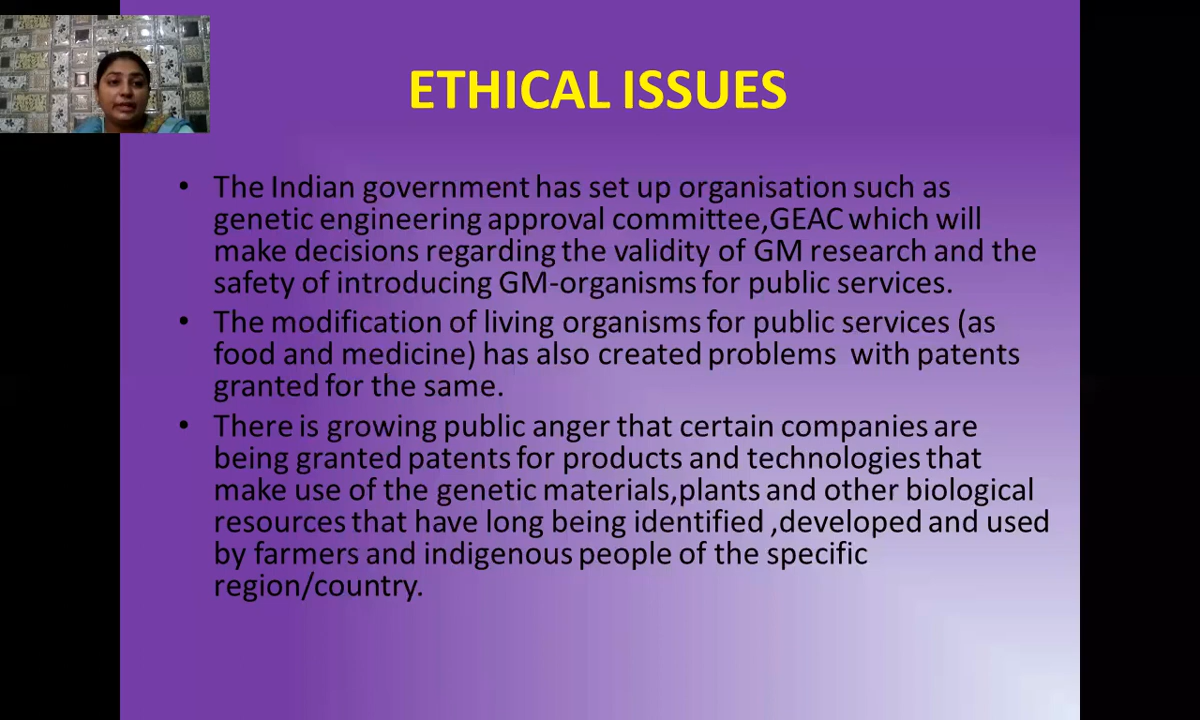 ETHICAL ISSUES
• The Indian government has set up organisation such as
genetic engineering approval committee,GEAC which will
make decisions regarding the validity of GM research and the
safety of introducing GM-organisms for public services.
• The modification of living organisms for public services (as
food and medicine) has also created problems with patents
granted for the same.
• There is growing public anger that certain companies are
being granted patents for products and technologies that
make use of the genetic materials,plants and other biological
resources that have long being identified ,developed and used
by farmers and indigenous people of the specific
region/country.